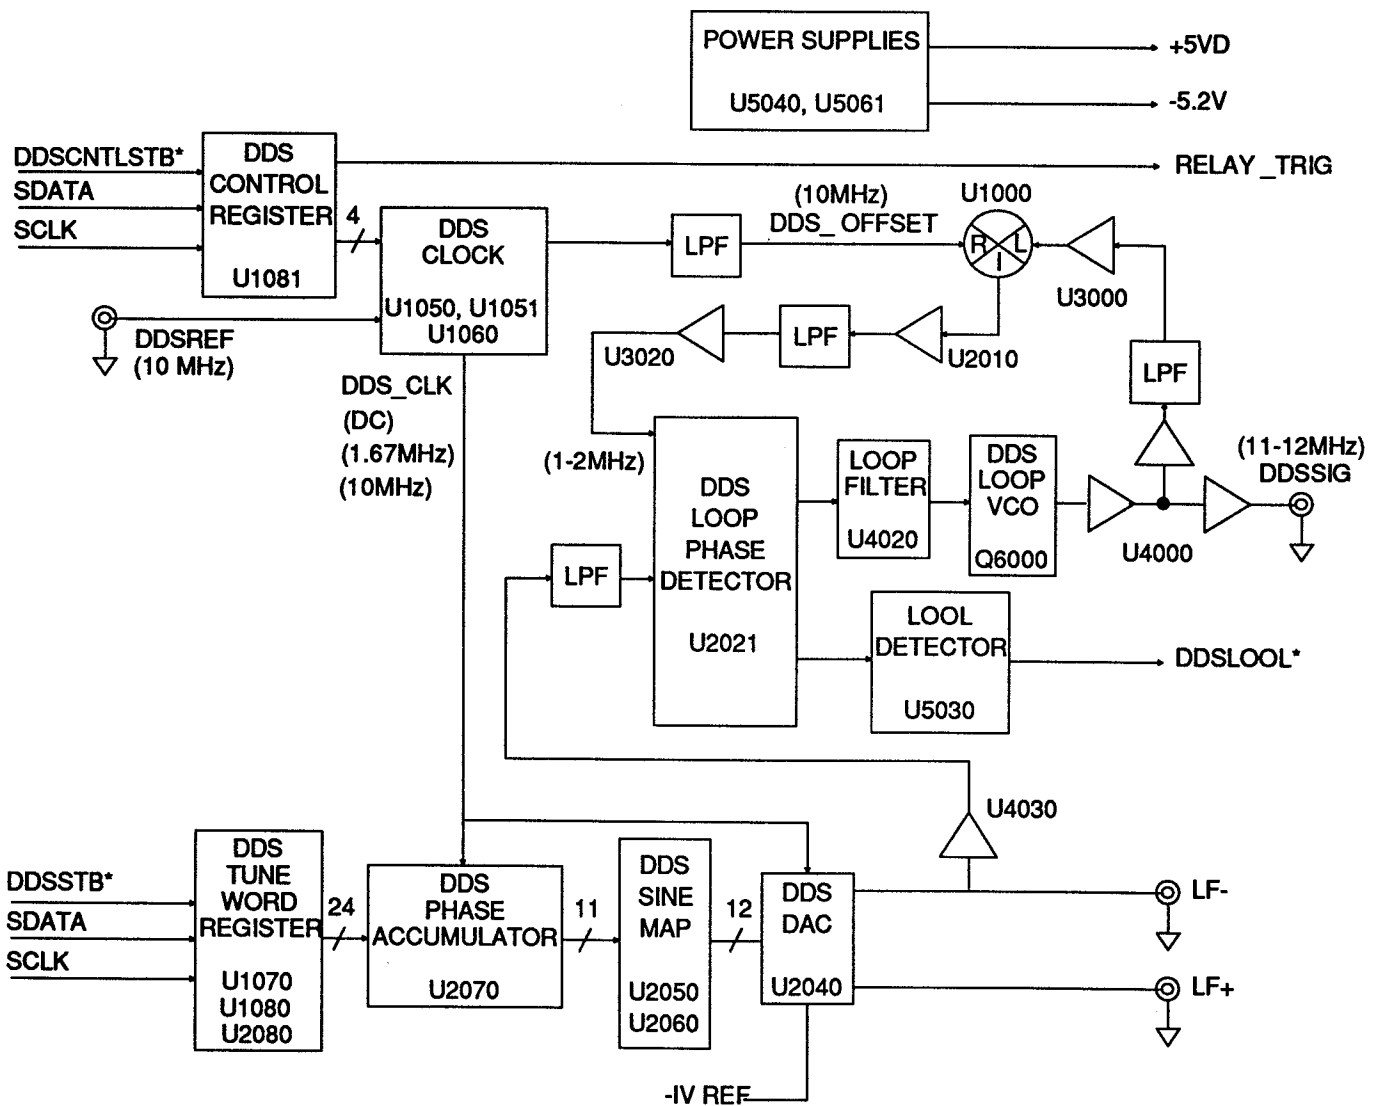 POWER SUPPLIES
U5040, U5061
+5VD
-5.2V
DDSCNTLSTB*
SDATA
SCLK
DDS
CONTROL
REGISTER
U1081
4
RELAY_TRIG
DDSREF
(10 MHz)
DDS
CLOCK
U1050, U1051
U1060
LPF
(10MHz)
DDS_ OFFSET
U1000
R
L
I
U3000
U3020
LPF
U2010
LPF
DDS_CLK
(DC)
(1.67MHz)
(10MHz)
(1-2MHz)
DDS
LOOP
PHASE
DETECTOR
U2021
LOOP
FILTER
U4020
DDS
LOOP
VCO
Q6000
U4000
(11-12MHz)
DDSSIG
LPF
LOOL
DETECTOR
U5030
DDSLOOL*
U4030
DDSSTB*
SDATA
SCLK
DDS
TUNE
WORD
REGISTER
U1070
U1080
U2080
24
DDS
PHASE
ACCUMULATOR
U2070
11
DDS
SINE
MAP
U2050
U2060
12
DDS
DAC
U2040
LF-
LF+
-IV REF